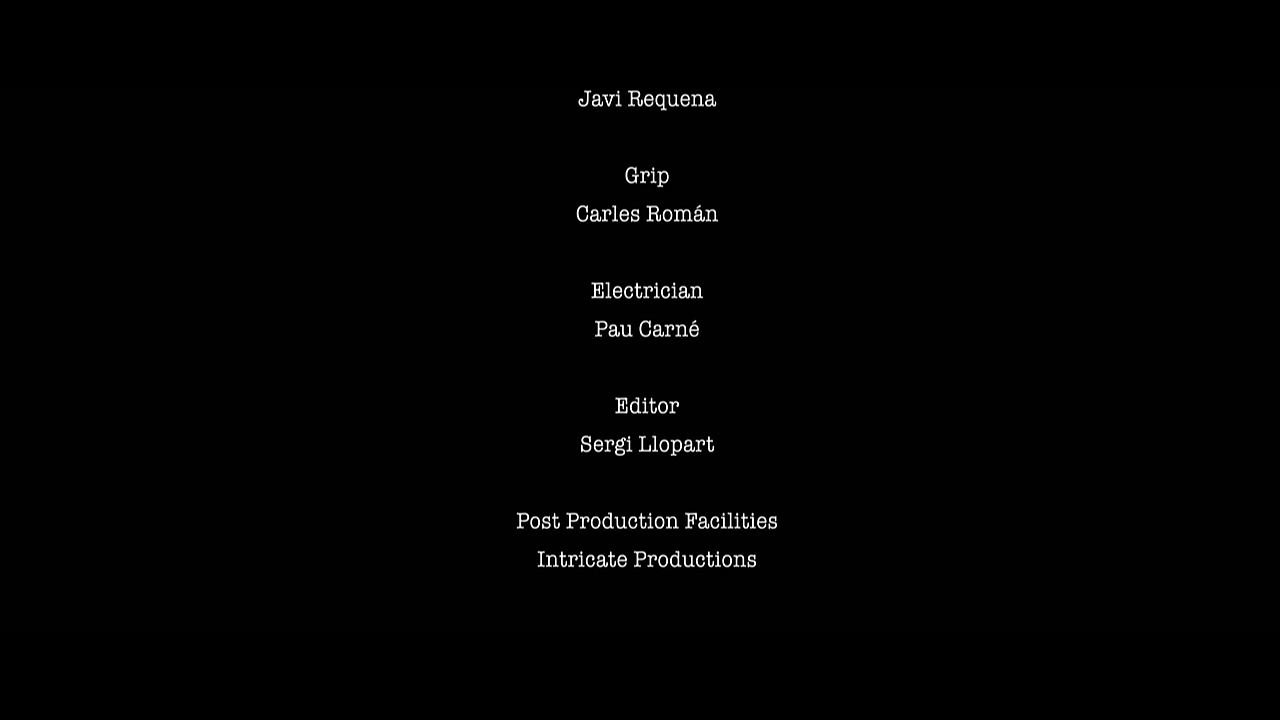 Javi Requena
Grip
Carles Román
Electrician
Pau Carné
Editor
Sergi Llopart
Post Production Facilities
Intricate Productions